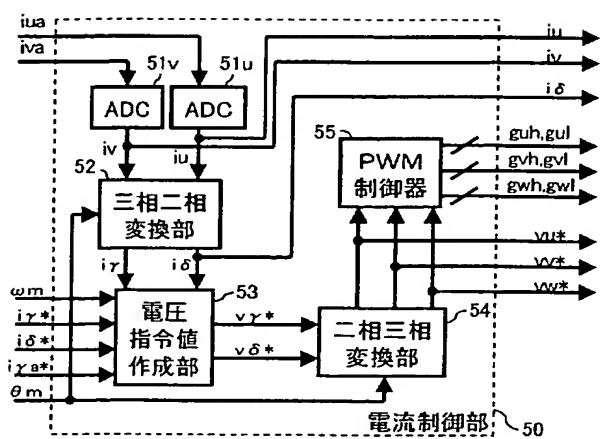 iua
iva
51v
51u
ADC
ADC
iu
iv
iδ
iv
iu
52
三相二相
変換部
55
PWM
制御器
guh,gul
gvh,gvl
gwh,gwl
iγ
iδ
vu*
vv*
vw*
ωm
iγ*
iδ*
iγa*
θm
53
電圧
指令値
作成部
vγ*
vδ*
54
二相三相
変換部
電流制御部
50